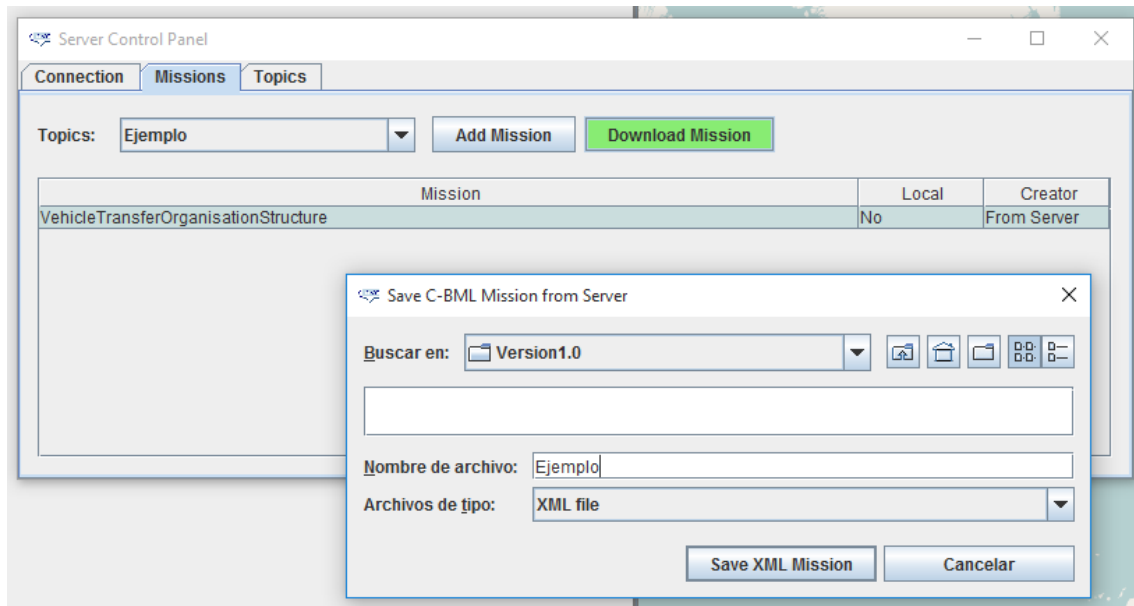 Server Control Panel
Connection Missions Topics
Topics: Ejemplo Add Mission Download Mission
Mission Local Creator
VehicleTransferOrganisationStructure No From Server
Save C-BML Mission from Server
Buscar en: Version1.0
Nombre de archivo: Ejemplo
Archivos de tipo: XML file
Save XML Mission Cancelar